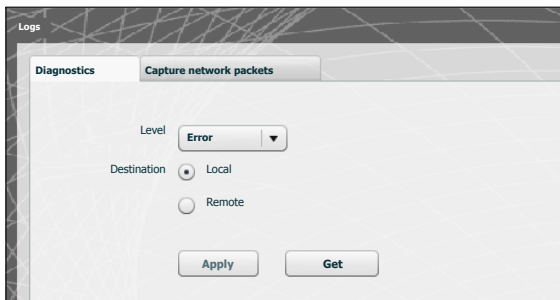 Logs
Diagnostics Capture network packets
Level Error
Destination Local
Remote
Apply Get